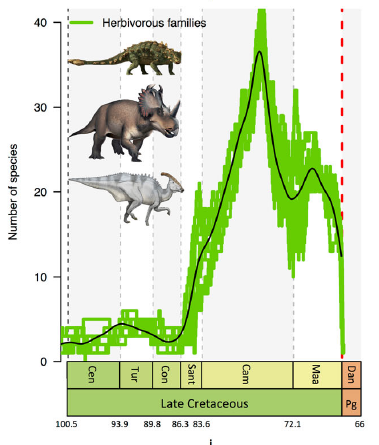 Herbivorous families
40
30
20
10
0
Number of species
Cen
Tur
Con
Sant
Cam
Maa
Dan
Late Cretaceous
Pg
100.5 93.9 89.8 86.3 83.6 72.1 66